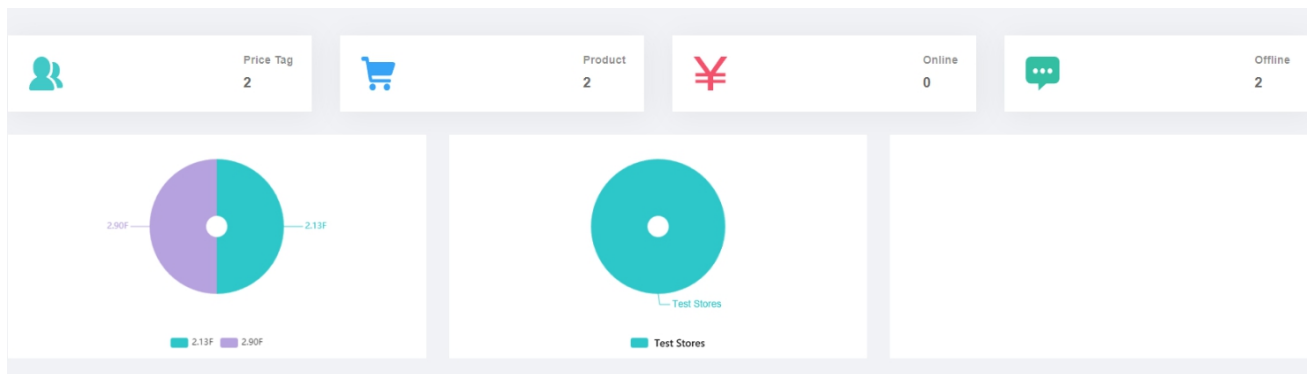 Price Tag
2
Product
2
Online
0
Offline
2
2.90F
2.13F
2.13F 2.90F
Test Stores
Test Stores